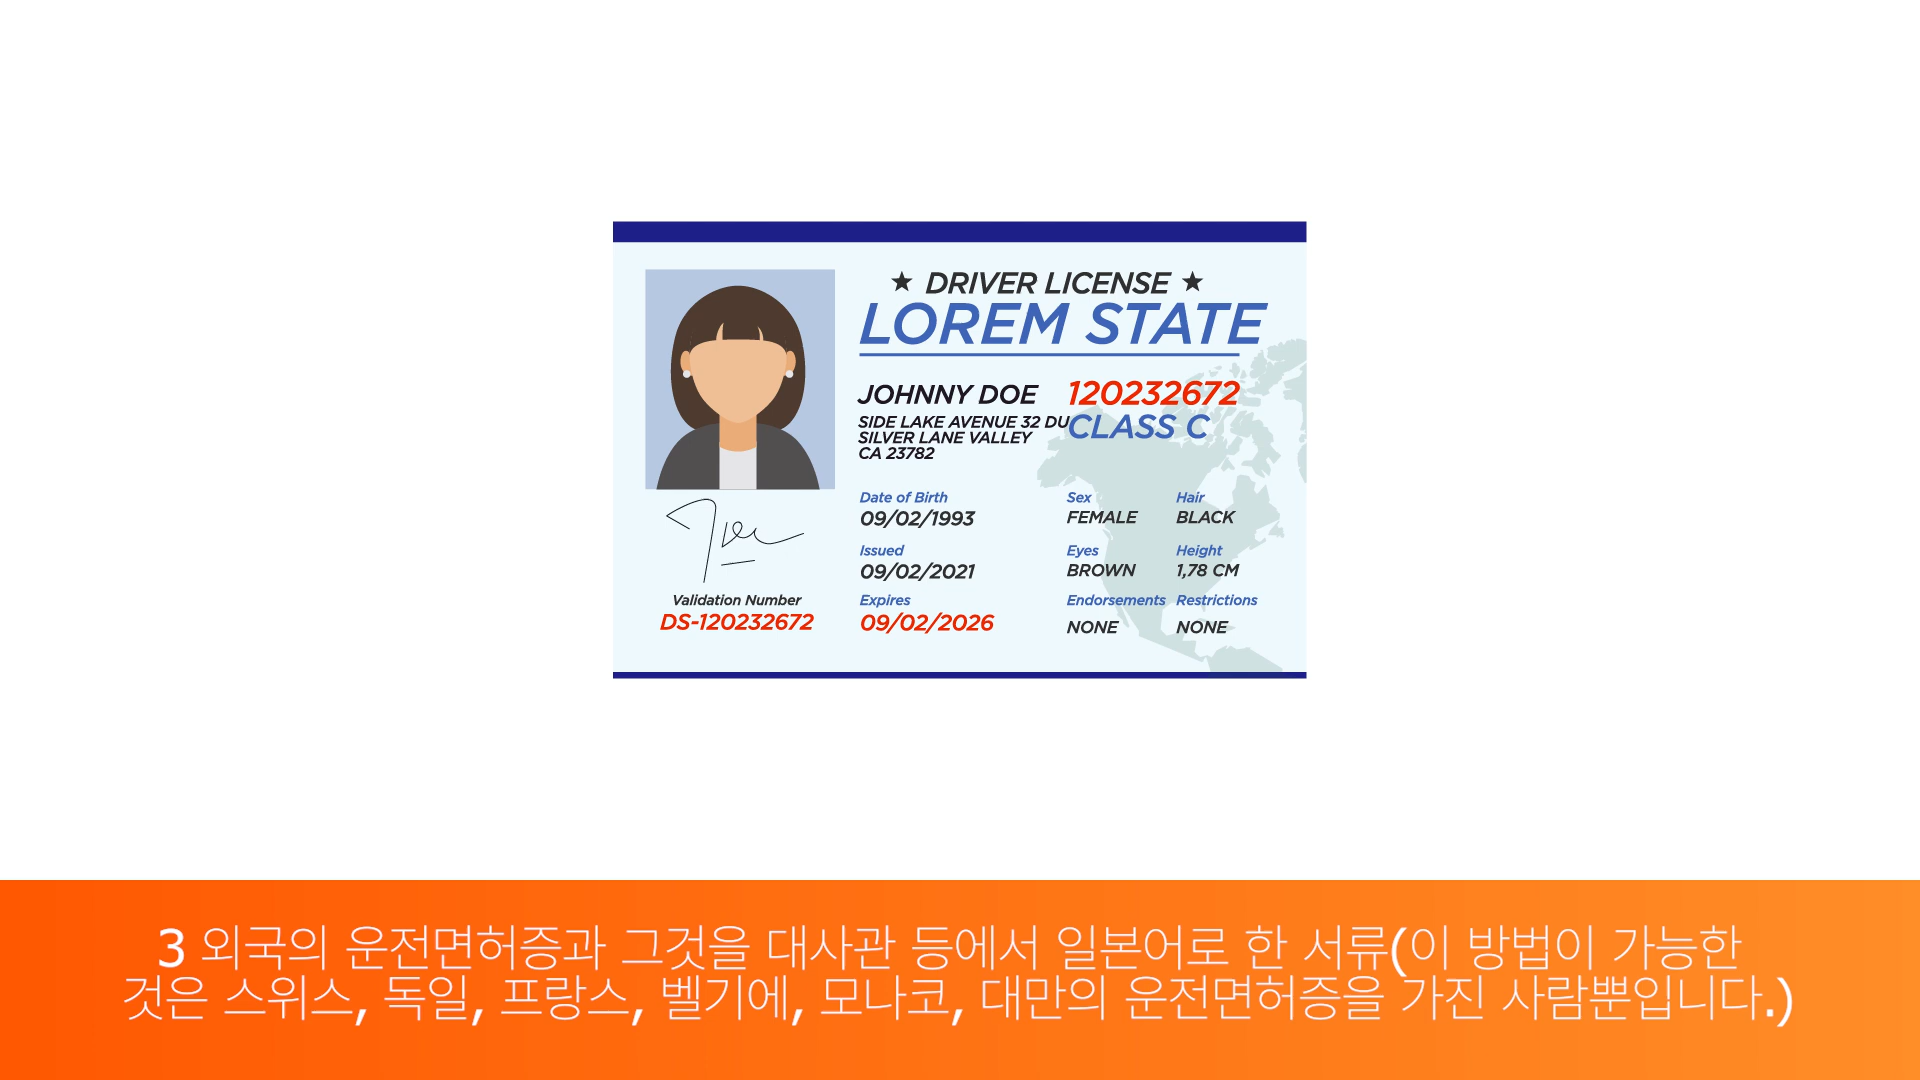 ★ DRIVER LICENSE ★
LOREM STATE
JOHNNY DOE
120232672
SIDE LAKE AVENUE 32 DU
SILVER LANE VALLEY
CA 23782
CLASS C
Date of Birth
09/02/1993
Sex
FEMALE
Hair
BLACK
Issued
09/02/2021
Eyes
BROWN
Height
1,78 CM
Validation Number
DS-120232672
Expires
09/02/2026
Endorsements
NONE
Restrictions
NONE
3 외국의 운전면허증과 그것을 대사관 등에서 일본어로 한 서류(이 방법이 가능한
것은 스위스, 독일, 프랑스, 벨기에, 모나코, 대만의 운전면허증을 가진 사람뿐입니다.)